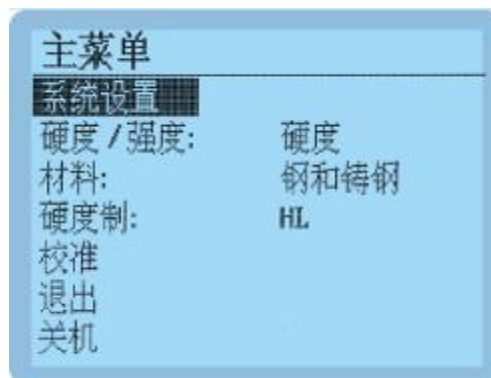 主菜单
系统设置
硬度 / 强度: 硬度
材料: 钢和铸钢
硬度制: HL
校准
退出
关机